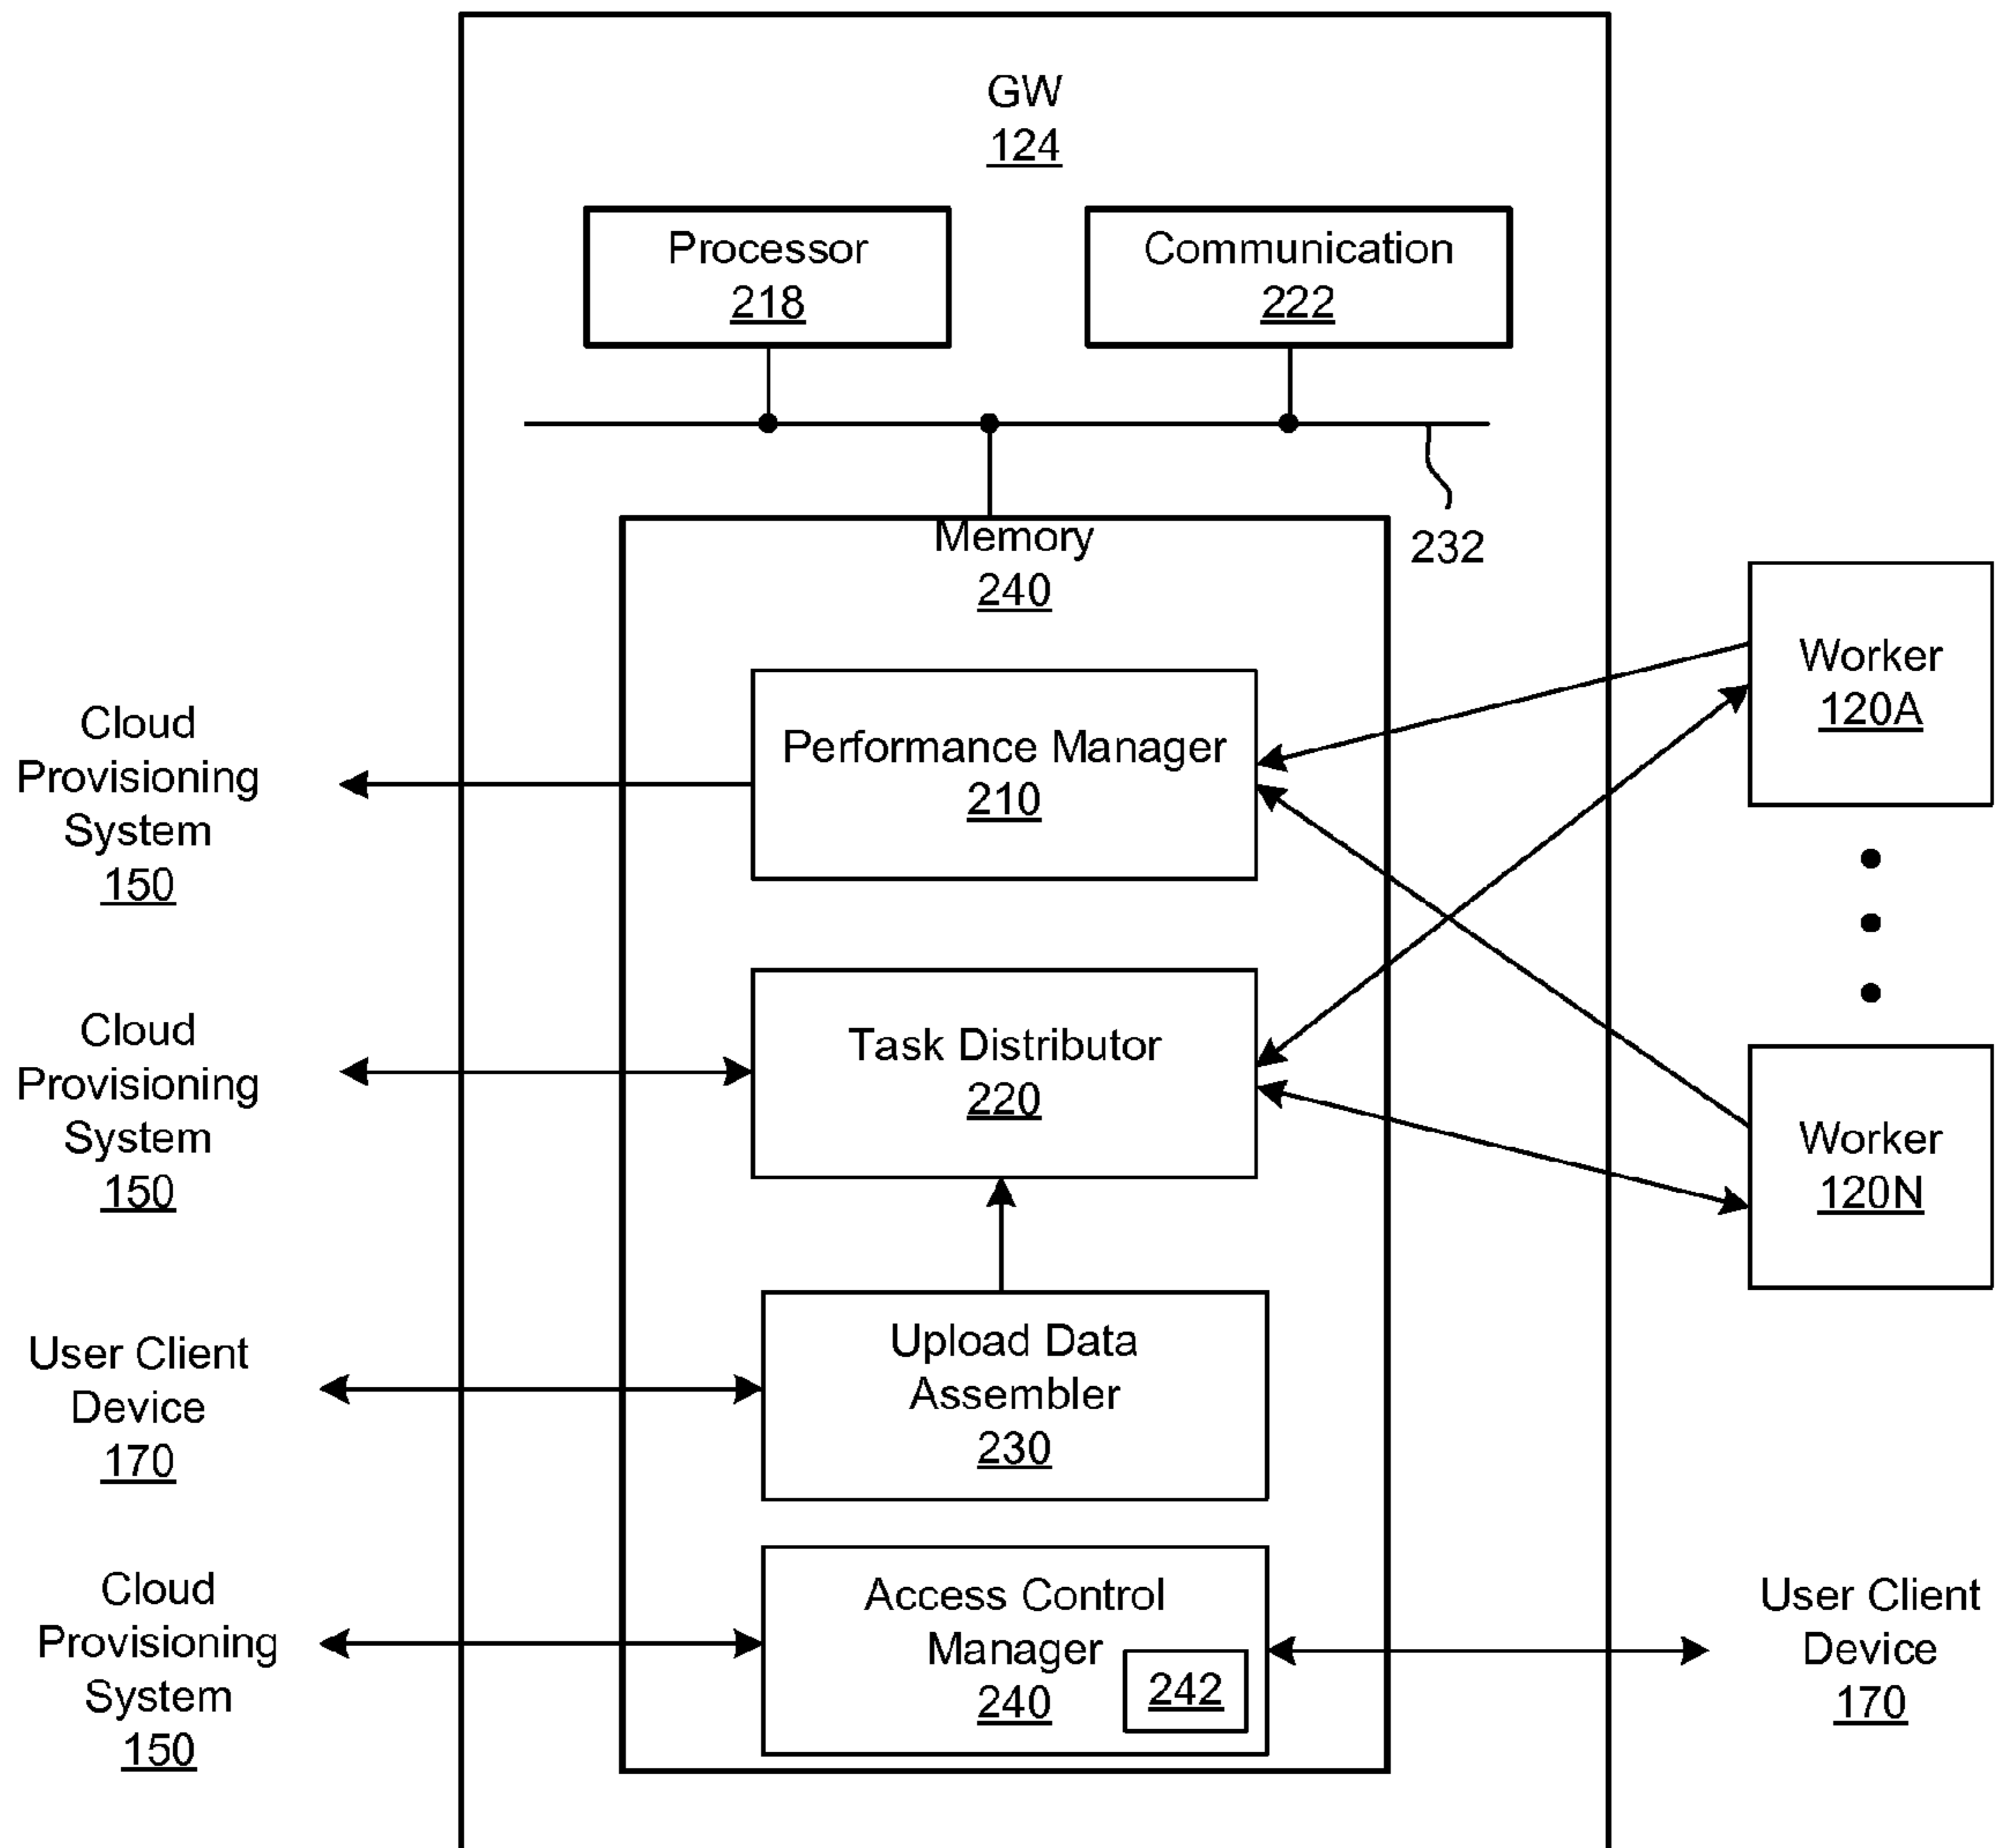 GW
124
Processor
218
Communication
222
232
Memory
240
Performance Manager
210
Cloud
Provisioning
System
150
Worker
120A
Task Distributor
220
Cloud
Provisioning
System
150
Worker
120N
Upload Data
Assembler
230
User Client
Device
170
Access Control
Manager
240
242
Cloud
Provisioning
System
150
User Client
Device
170